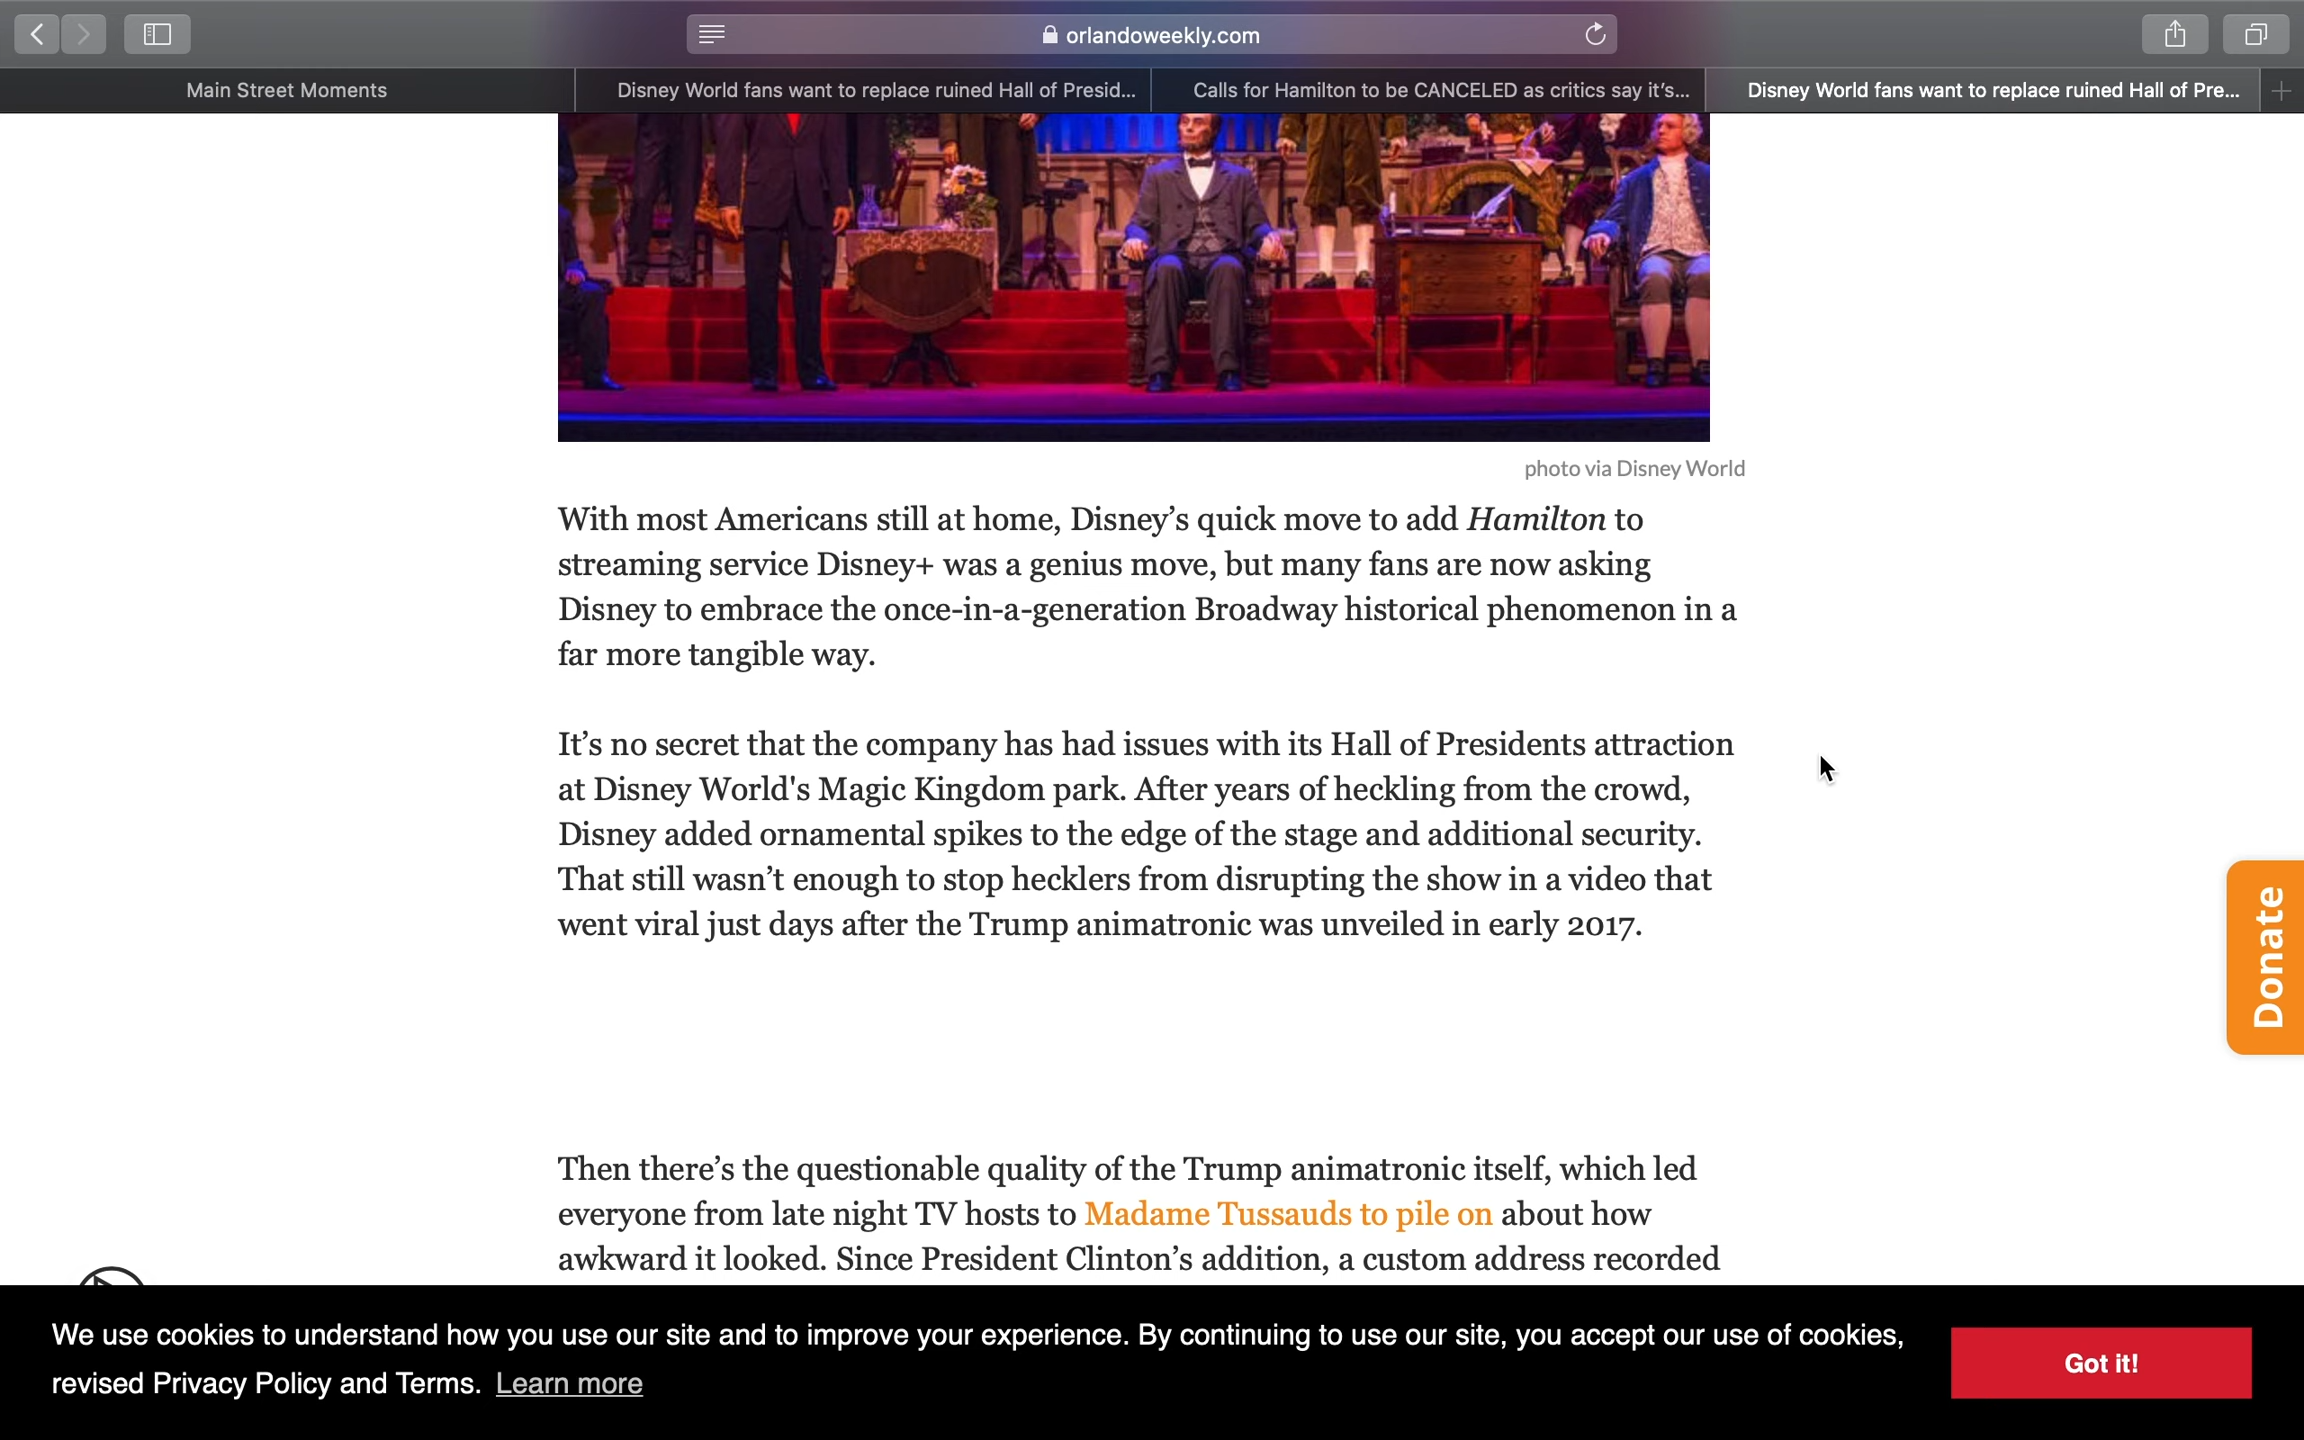 orlandoweekly.com
Main Street Moments
Disney World fans want to replace ruined Hall of Presid...
Calls for Hamilton to be CANCELED as critics say it's...
Disney World fans want to replace ruined Hall of Pre...
photo via Disney World
With most Americans still at home, Disney’s quick move to add Hamilton to
streaming service Disney+ was a genius move, but many fans are now asking
Disney to embrace the once-in-a-generation Broadway historical phenomenon in a
far more tangible way.
It’s no secret that the company has had issues with its Hall of Presidents attraction
at Disney World's Magic Kingdom park. After years of heckling from the crowd,
Disney added ornamental spikes to the edge of the stage and additional security.
That still wasn’t enough to stop hecklers from disrupting the show in a video that
went viral just days after the Trump animatronic was unveiled in early 2017.
Donate
Then there’s the questionable quality of the Trump animatronic itself, which led
everyone from late night TV hosts to Madame Tussauds to pile on about how
awkward it looked. Since President Clinton’s addition, a custom address recorded
We use cookies to understand how you use our site and to improve your experience. By continuing to use our site, you accept our use of cookies,
revised Privacy Policy and Terms. Learn more
Got it!